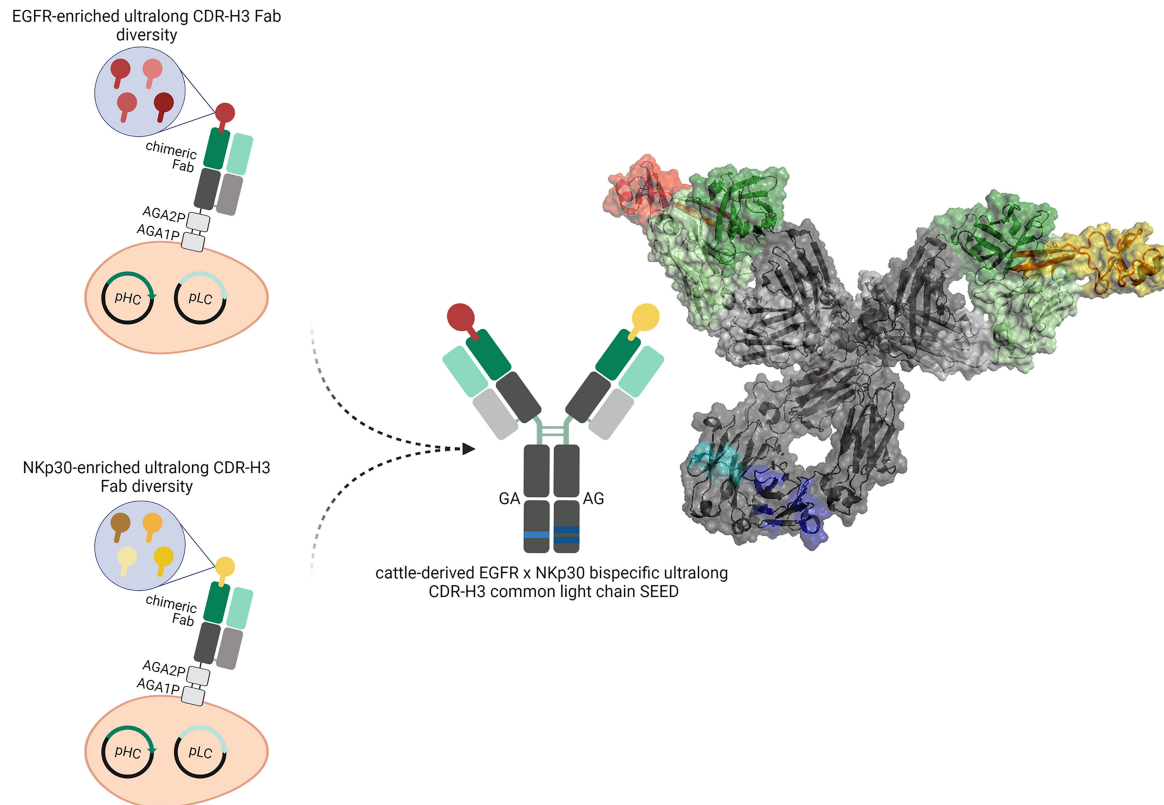 EGFR-enriched ultralong CDR-H3 Fab
diversity
chimeric
Fab
AGA2P
AGA1P
pHC
pLC
NKp30-enriched ultralong CDR-H3
Fab diversity
chimeric
Fab
AGA2P
AGA1P
pHC
pLC
GA
AG
cattle-derived EGFR x NKp30 bispecific ultralong
CDR-H3 common light chain SEED